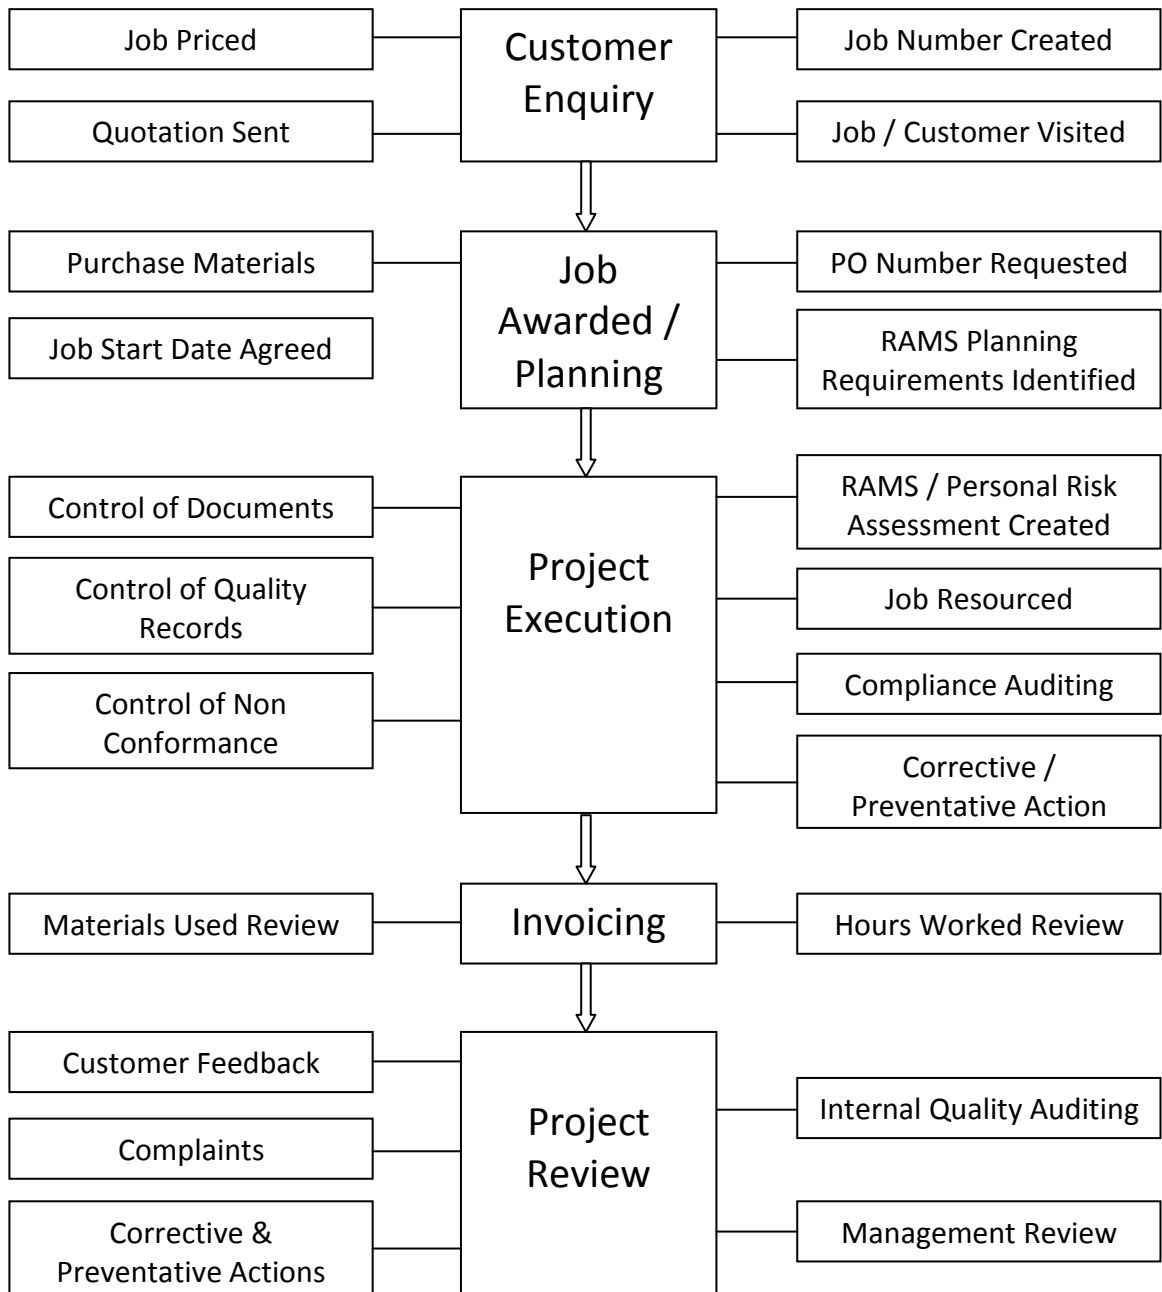 Job Priced
Customer
Enquiry
Job Number Created
Quotation Sent
Job / Customer Visited
Purchase Materials
Job
Awarded /
Planning
PO Number Requested
Job Start Date Agreed
RAMS Planning
Requirements Identified
Control of Documents
Control of Quality
Records
Control of Non
Conformance
Project
Execution
RAMS / Personal Risk
Assessment Created
Job Resourced
Compliance Auditing
Corrective /
Preventative Action
Materials Used Review
Invoicing
Hours Worked Review
Customer Feedback
Complaints
Corrective &
Preventative Actions
Project
Review
Internal Quality Auditing
Management Review